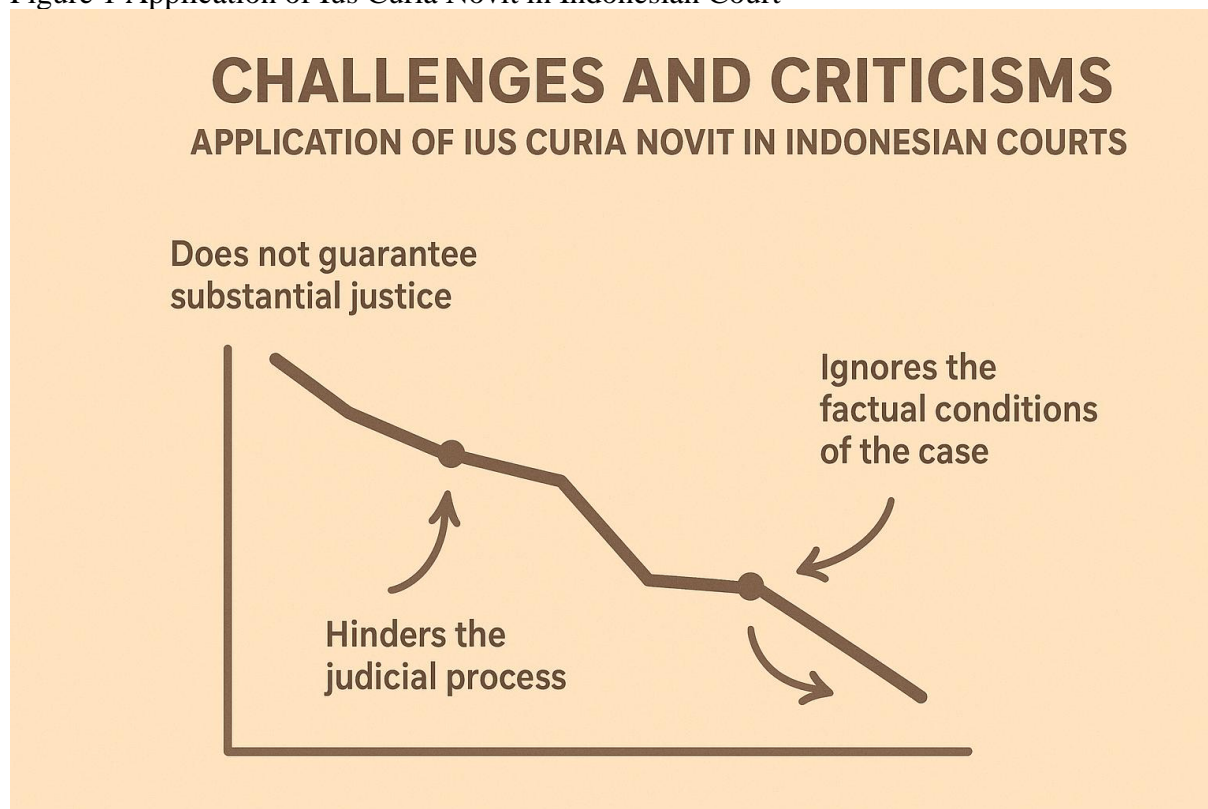 Figure 1 Application of Ius Curia Novit in Indonesian Court
CHALLENGES AND CRITICISMS
APPLICATION OF IUS CURIA NOVIT IN INDONESIAN COURTS
Does not guarantee
substantial justice
Ignores the
factual conditions
of the case
Hinders the
judicial process